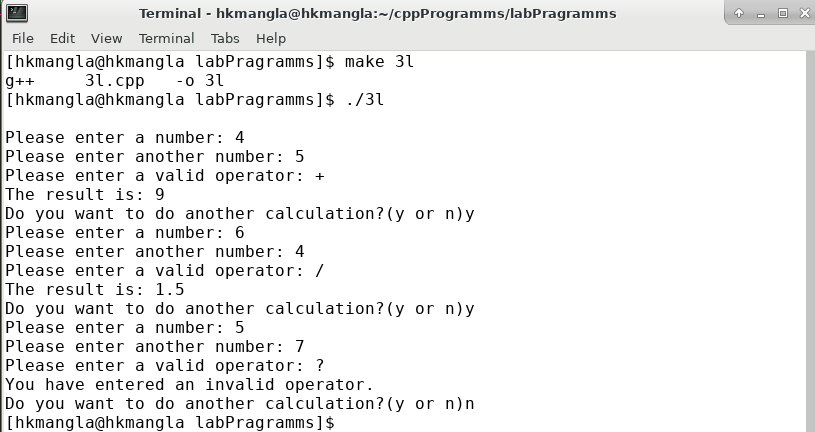 Terminal - hkmangla@hkmangla:~/cppProgramms/labPragramms
File Edit View Terminal Tabs Help
[hkmangla@hkmangla labPragramms]$ make 3l
g++     3l.cpp   -o 3l
[hkmangla@hkmangla labPragramms]$ ./3l
Please enter a number: 4
Please enter another number: 5
Please enter a valid operator: +
The result is: 9
Do you want to do another calculation?(y or n)y
Please enter a number: 6
Please enter another number: 4
Please enter a valid operator: /
The result is: 1.5
Do you want to do another calculation?(y or n)y
Please enter a number: 5
Please enter another number: 7
Please enter a valid operator: ?
You have entered an invalid operator.
Do you want to do another calculation?(y or n)n
[hkmangla@hkmangla labPragramms]$